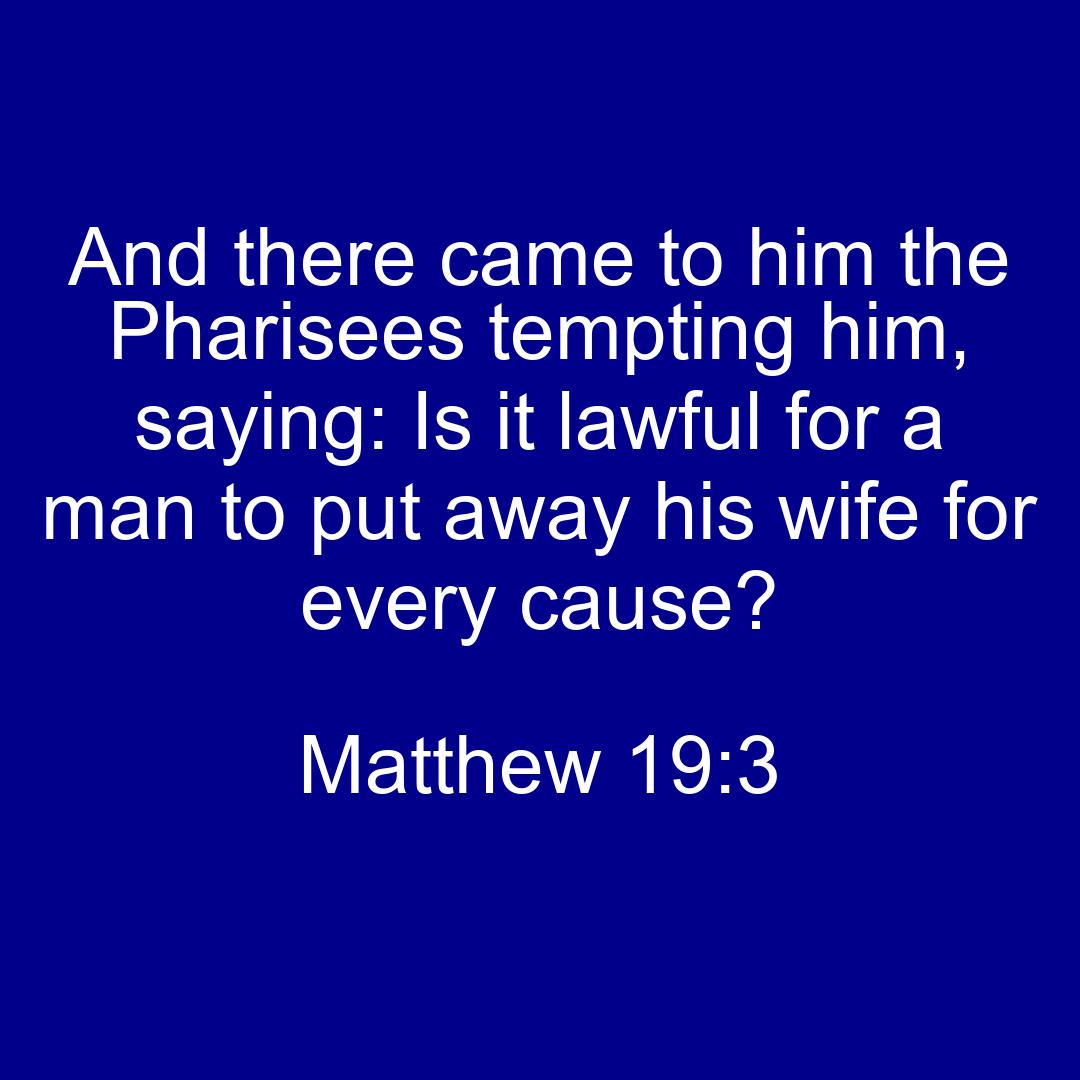 And there came to him the
Pharisees tempting him,
saying: Is it lawful for a
man to put away his wife for
every cause?
Matthew 19:3